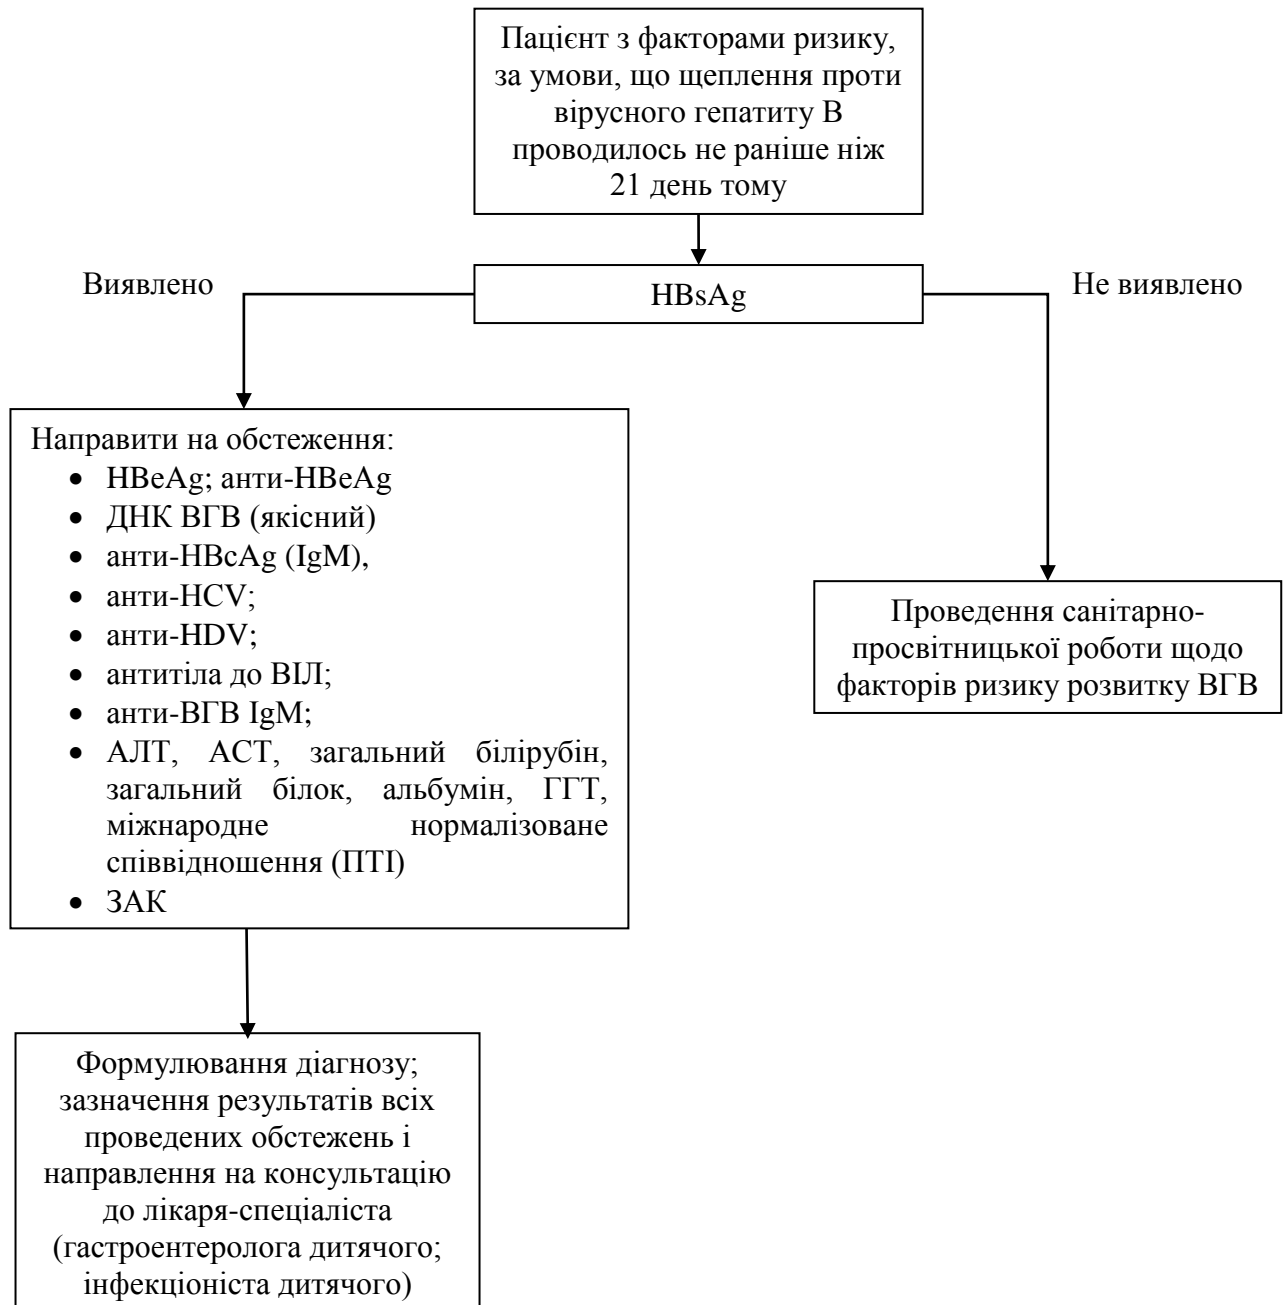 Пацієнт з факторами ризику,
за умови, що щеплення проти
вірусного гепатиту В
проводилось не раніше ніж
21 день тому
Виявлено
HBsAg
Не виявлено
Направити на обстеження:
• HBeAg; анти-HBeAg
• ДНК ВГВ (якісний)
• анти-HBcAg (IgM),
• анти-HCV;
• анти-HDV;
• антитіла до ВІЛ;
• анти-ВГВ IgM;
• АЛТ, АСТ, загальний білірубін,
загальний білок, альбумін, ГГТ,
міжнародне нормалізоване
співвідношення (ПТІ)
• ЗАК
Проведення санітарно-
просвітницької роботи щодо
факторів ризику розвитку ВГВ
Формулювання діагнозу;
зазначення результатів всіх
проведених обстежень і
направлення на консультацію
до лікаря-спеціаліста
(гастроентеролога дитячого;
інфекціоніста дитячого)